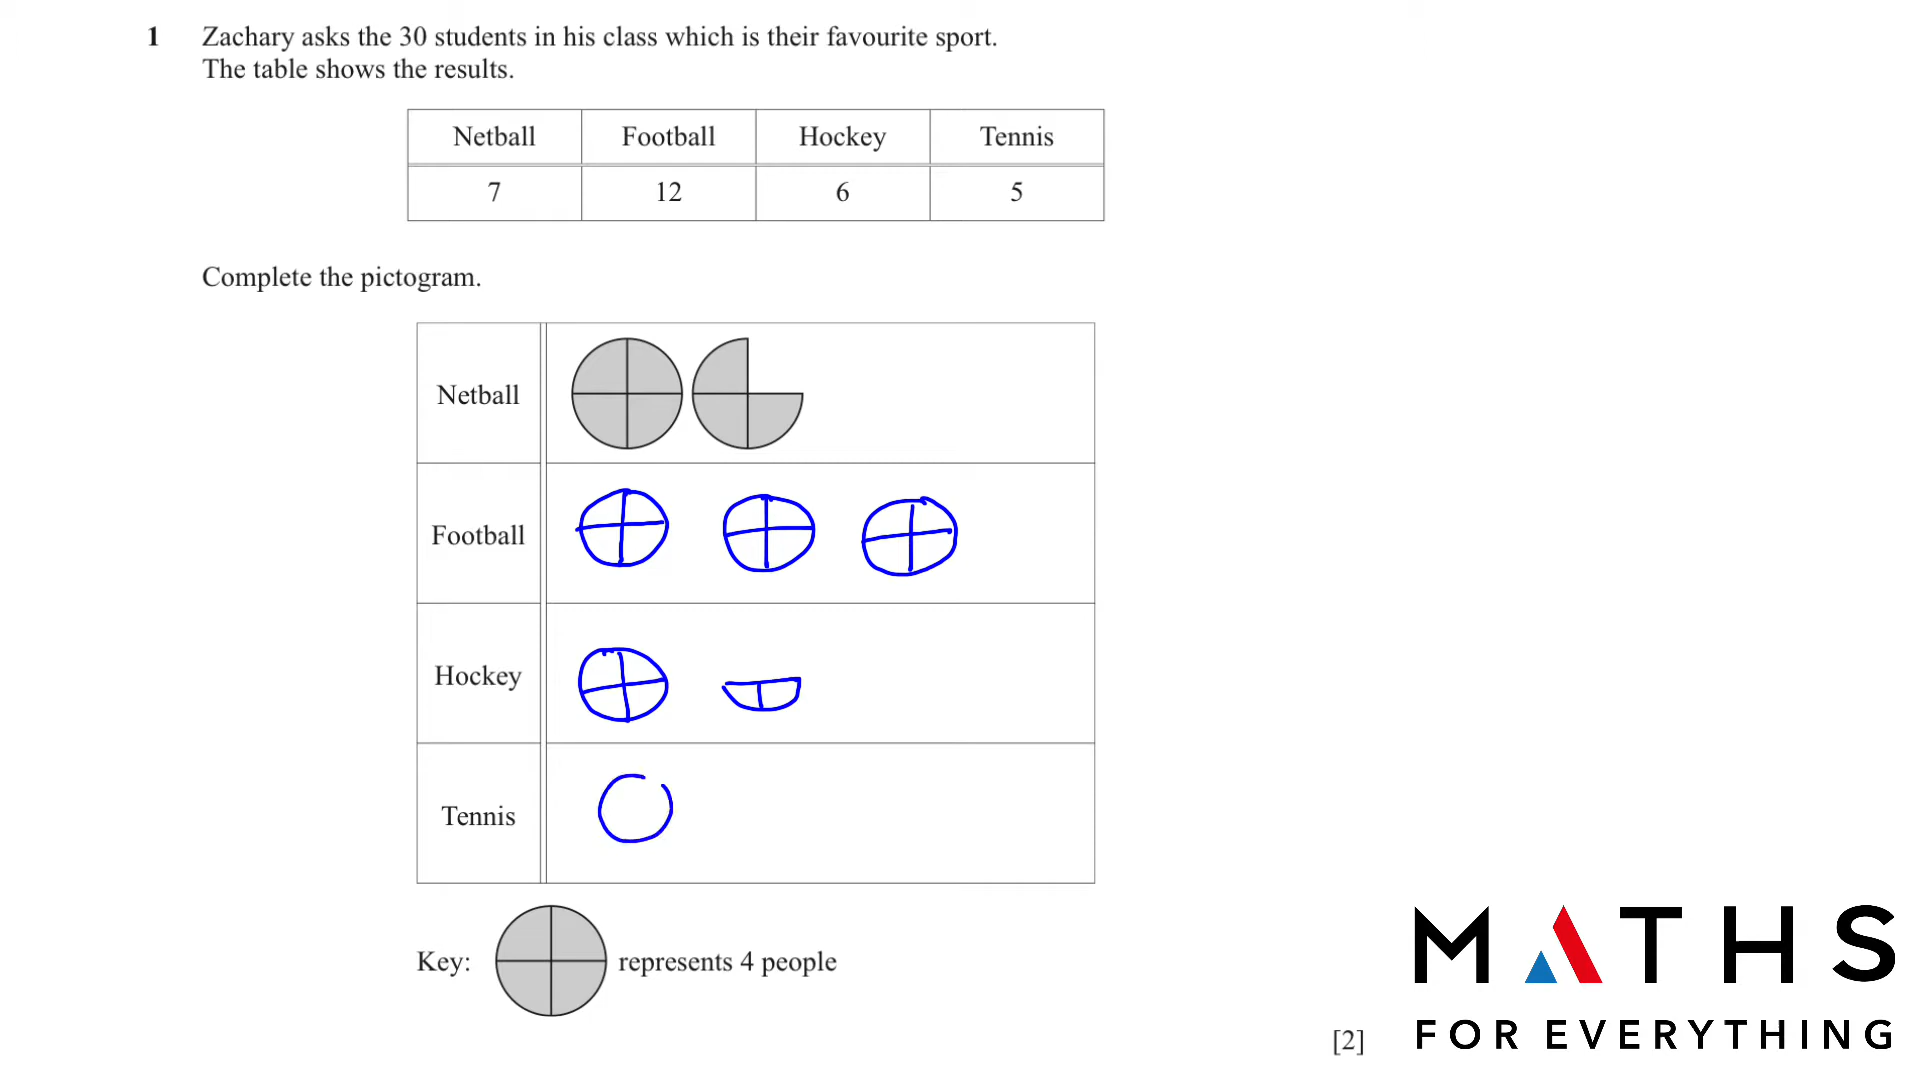 1 Zachary asks the 30 students in his class which is their favourite sport.
The table shows the results.
Netball Football Hockey Tennis
7 12 6 5
Complete the pictogram.
Netball
Football
Hockey
Tennis
Key: represents 4 people
[2]
MATHS
FOR EVERYTHING